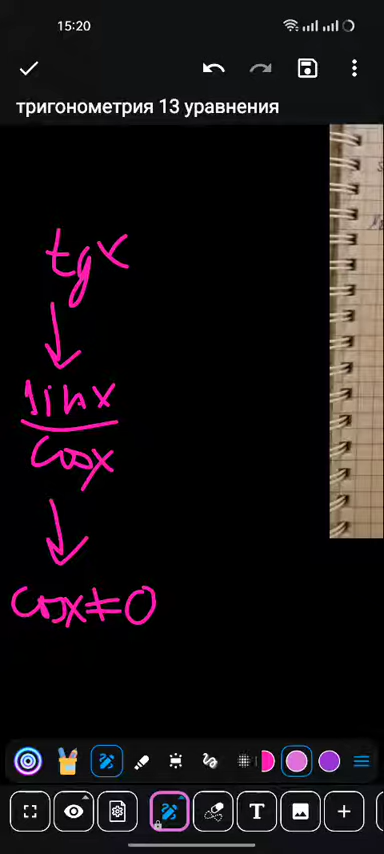 15:20
тригонометрия 13 уравнения
tgx
sinx
cosx
cosx≠0
T